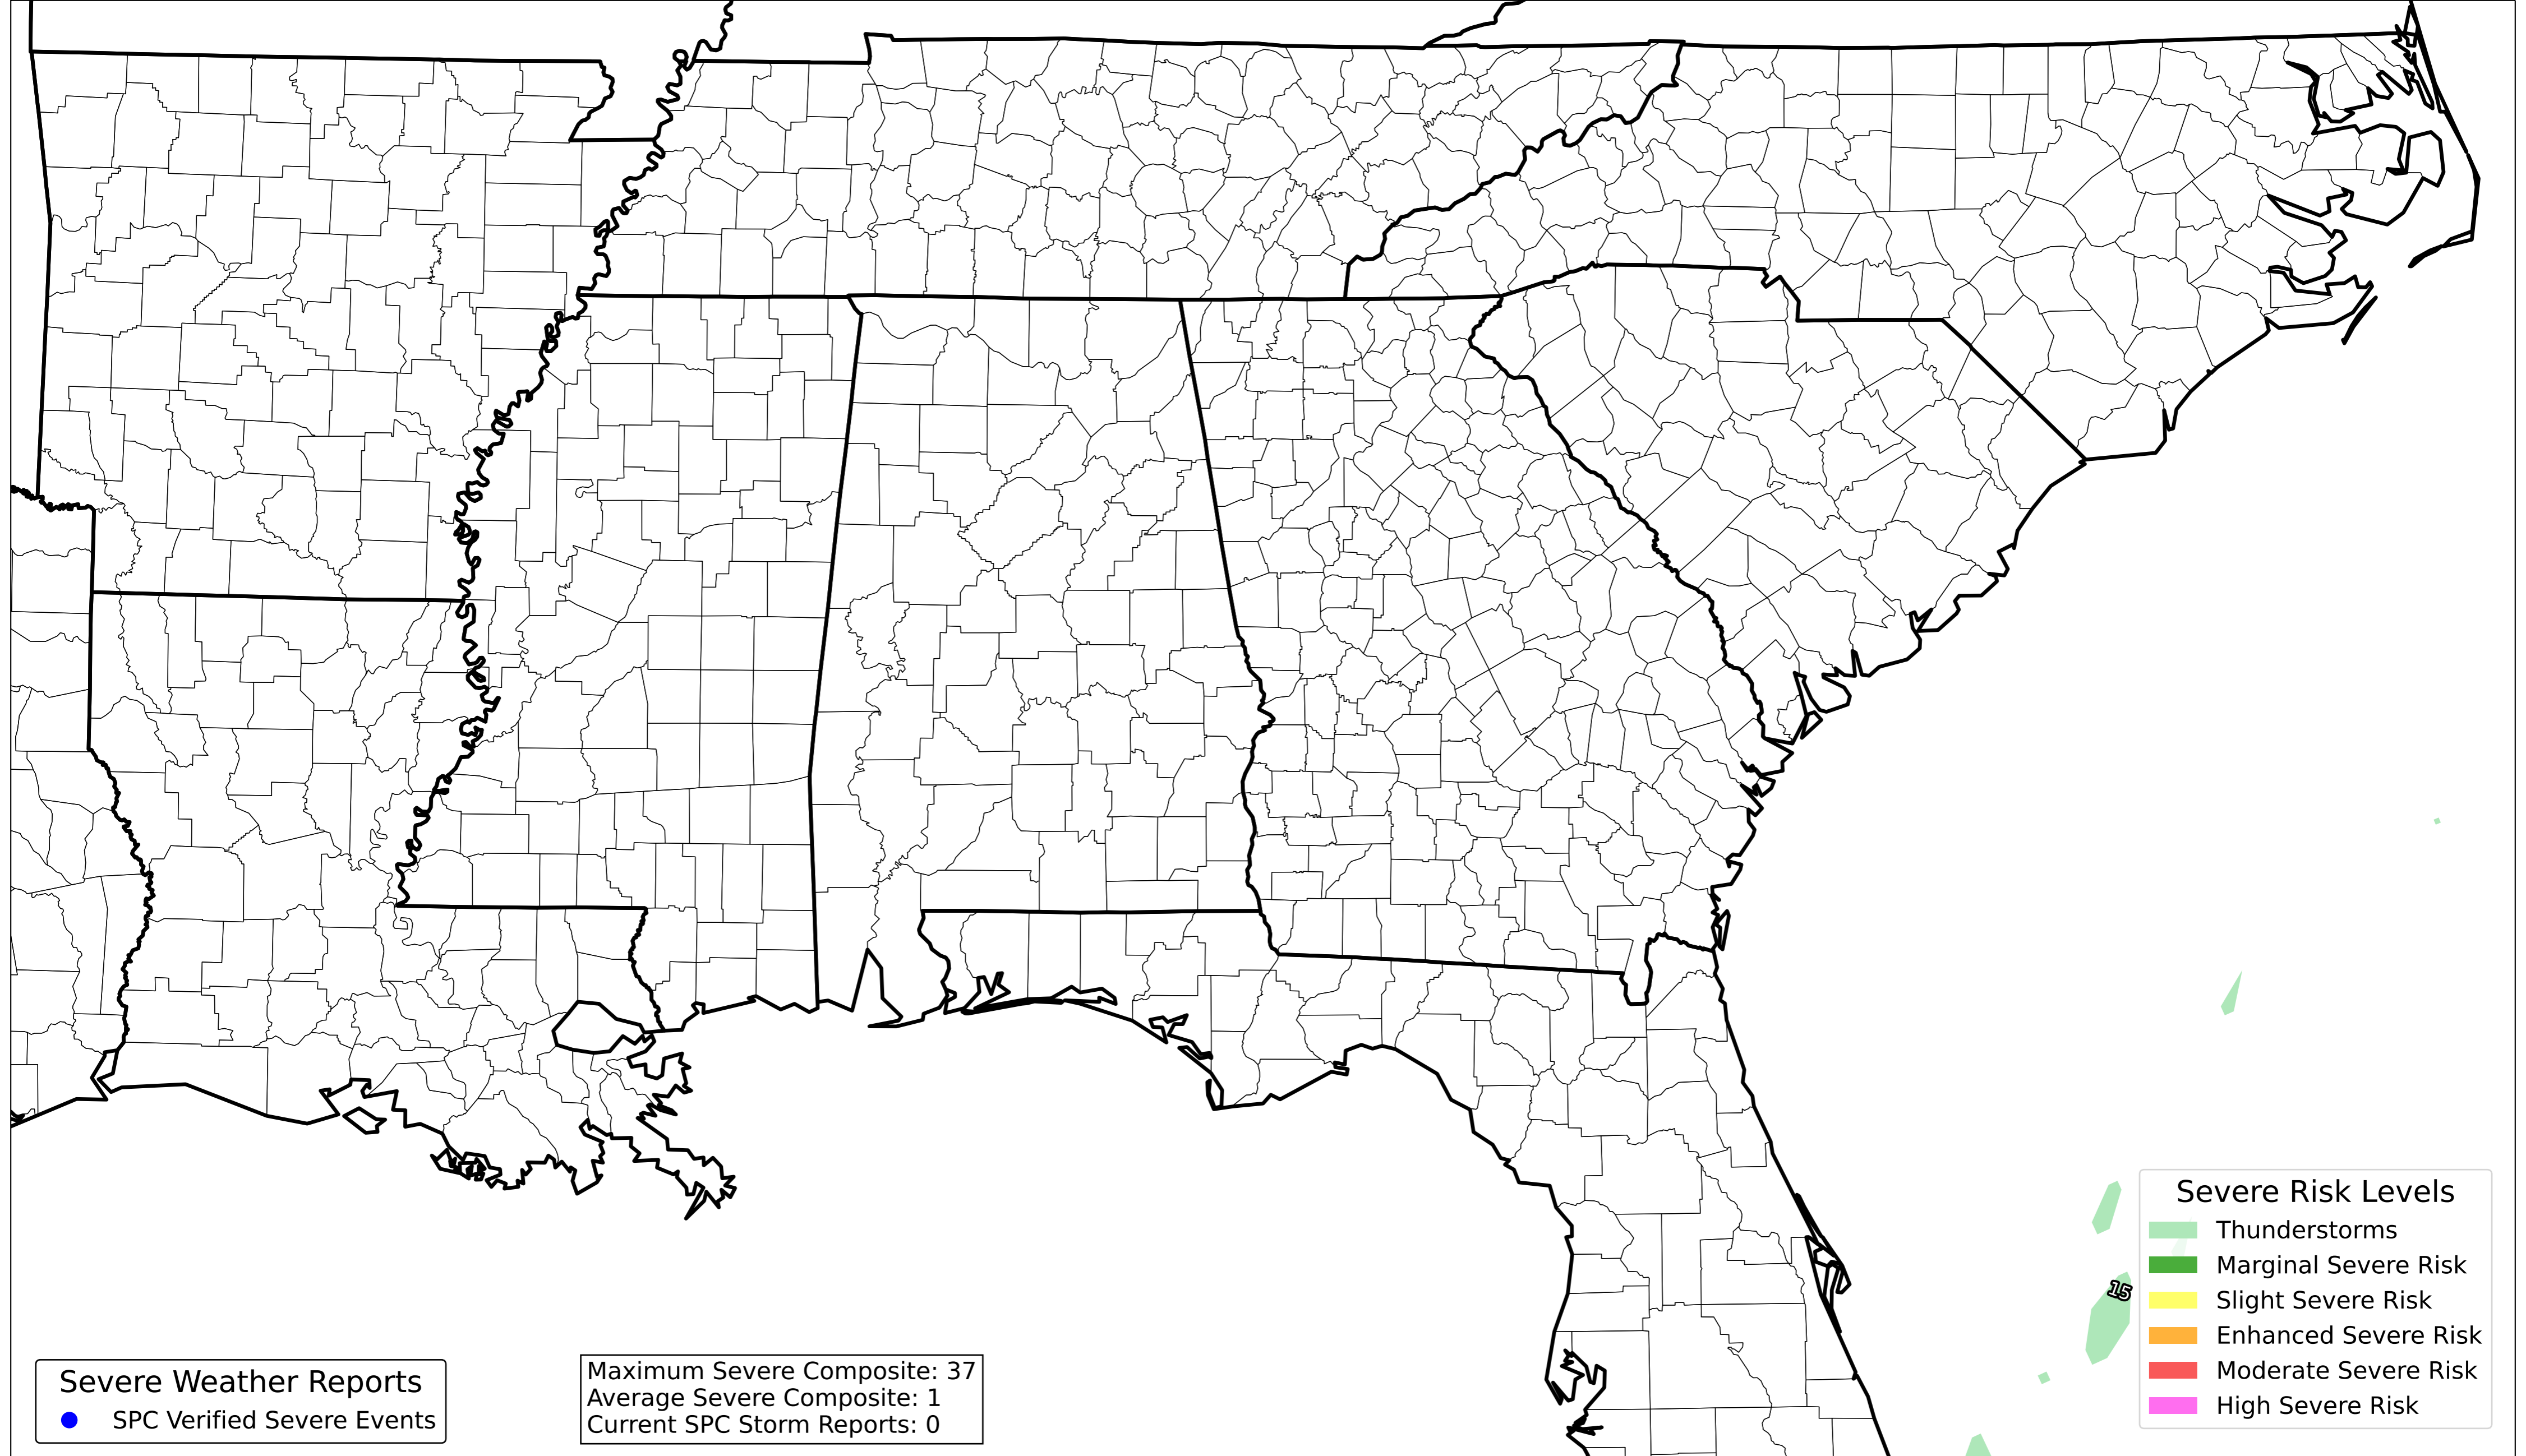 Severe Risk Levels
Thunderstorms
Marginal Severe Risk
15
Slight Severe Risk
Enhanced Severe Risk
Moderate Severe Risk
High Severe Risk
Severe Weather Reports
SPC Verified Severe Events
Maximum Severe Composite: 37
Average Severe Composite: 1
Current SPC Storm Reports: 0